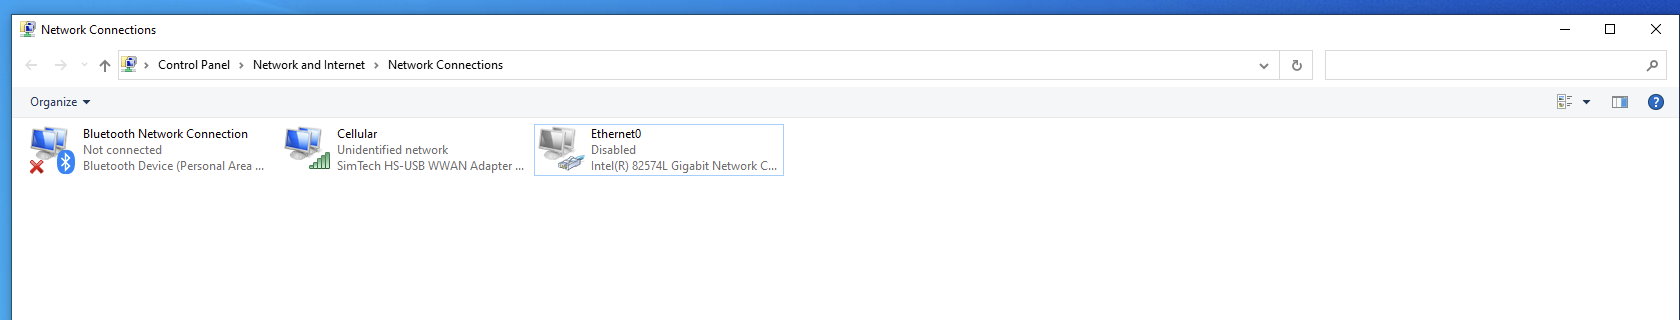 Network Connections
Control Panel > Network and Internet > Network Connections
Organize
Bluetooth Network Connection
Not connected
Bluetooth Device (Personal Area ...
Cellular
Unidentified network
SimTech HS-USB WWAN Adapter ...
Ethernet0
Disabled
Intel(R) 82574L Gigabit Network C...